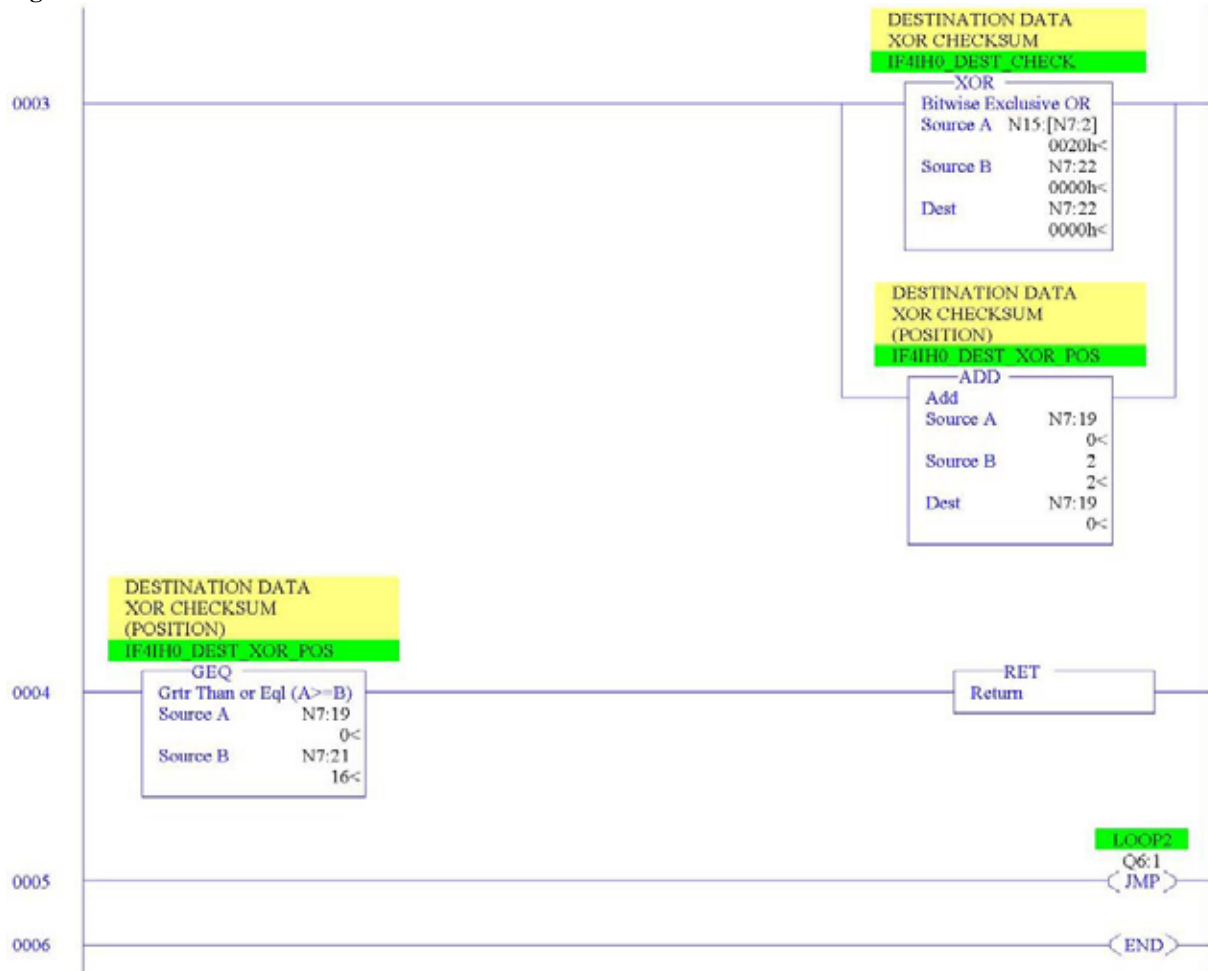 DESTINATION DATA
XOR CHECKSUM
IF4IH0_DEST_CHECK
XOR
0003
Bitwise Exclusive OR
Source A N15:[N7:2]
0020h<
Source B N7:22
0000h<
Dest N7:22
0000h<
DESTINATION DATA
XOR CHECKSUM
(POSITION)
IF4IH0_DEST_XOR_POS
ADD
Add
Source A N7:19
0<
Source B 2
2<
Dest N7:19
0<
DESTINATION DATA
XOR CHECKSUM
(POSITION)
IF4IH0_DEST_XOR_POS
GEQ
0004
Grtr Than or Eql (A>=B)
Source A N7:19
0<
Source B N7:21
16<
RET
Return
LOOP2
Q6:1
0005
JMP
0006
END